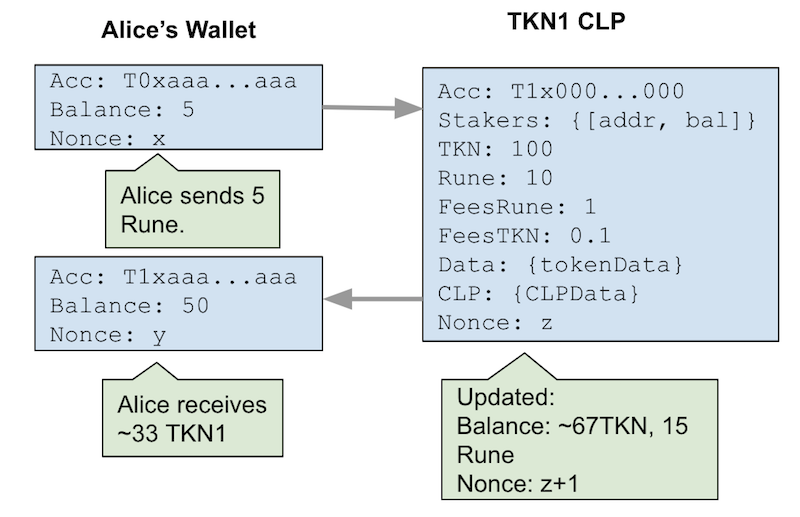 Alice's Wallet
Acc: T0xaaa...aaa
Balance: 5
Nonce: x
Alice sends 5
Rune.
Acc: T1xaaa...aaa
Balance: 50
Nonce: y
Alice receives
~33 TKN1
TKN1 CLP
Acc: T1x000...000
Stakers: {[addr, bal]}
TKN: 100
Rune: 10
FeesRune: 1
FeesTKN: 0.1
Data: {tokenData}
CLP: {CLPData}
Nonce: z
Updated:
Balance: ~67TKN, 15
Rune
Nonce: z+1